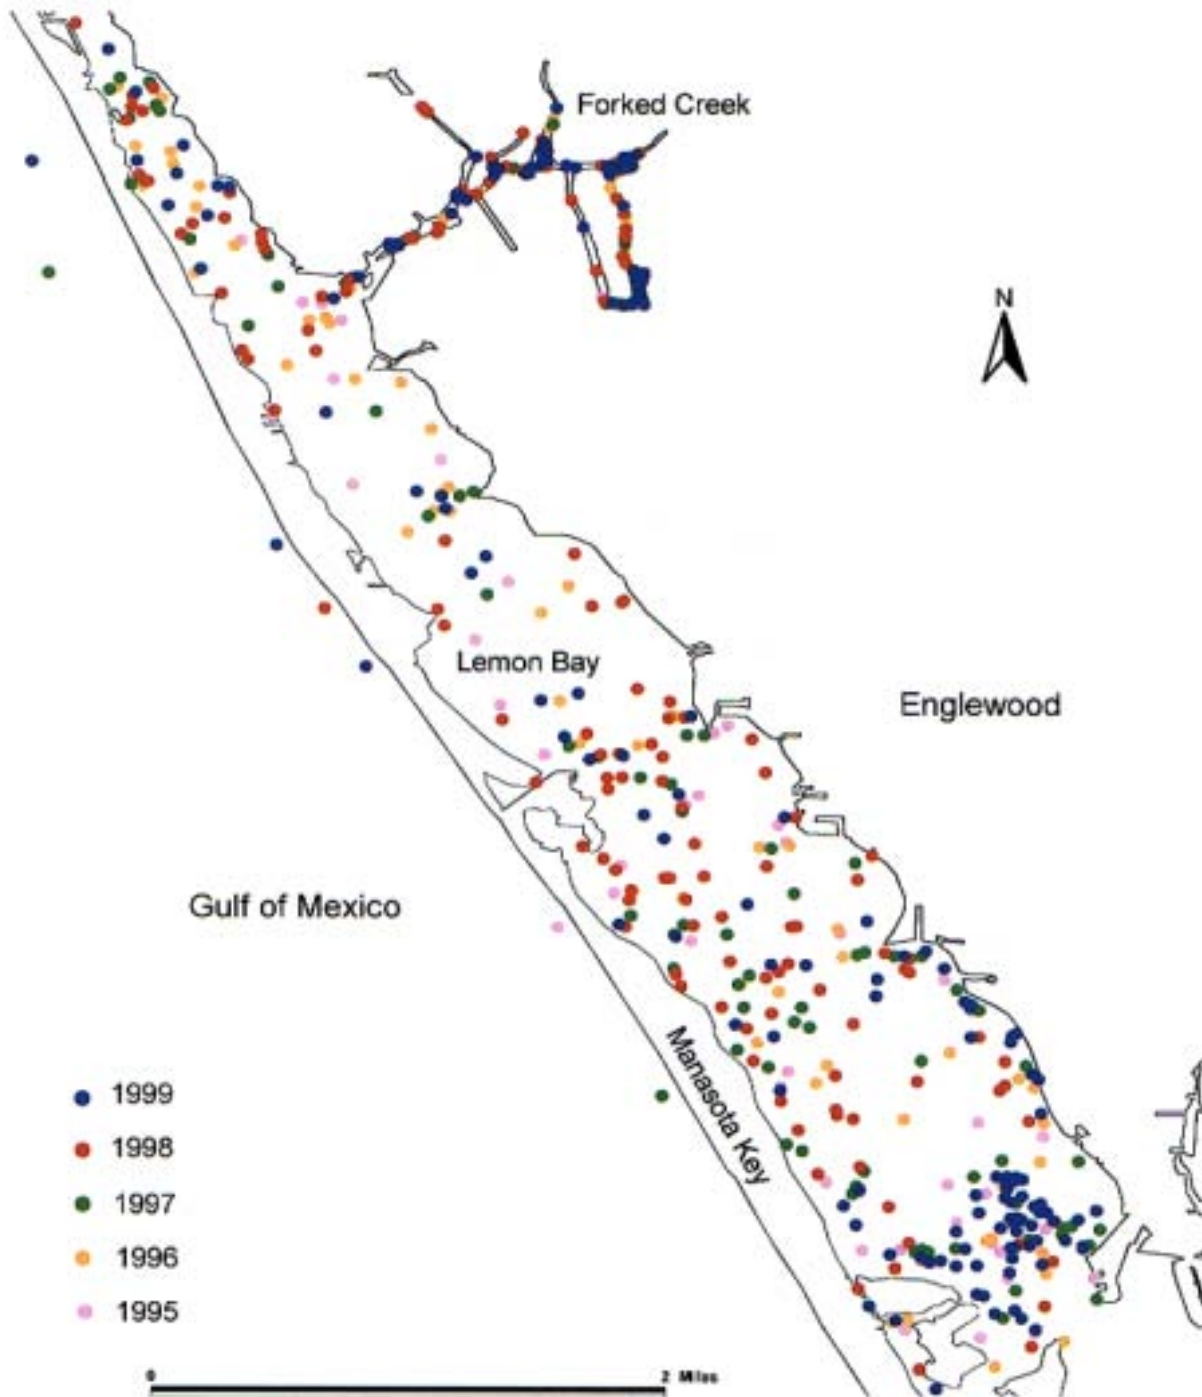 Forked Creek
N
Lemon Bay
Englewood
Gulf of Mexico
Manasota Key
1999
1998
1997
1996
1995
0 2 Miles